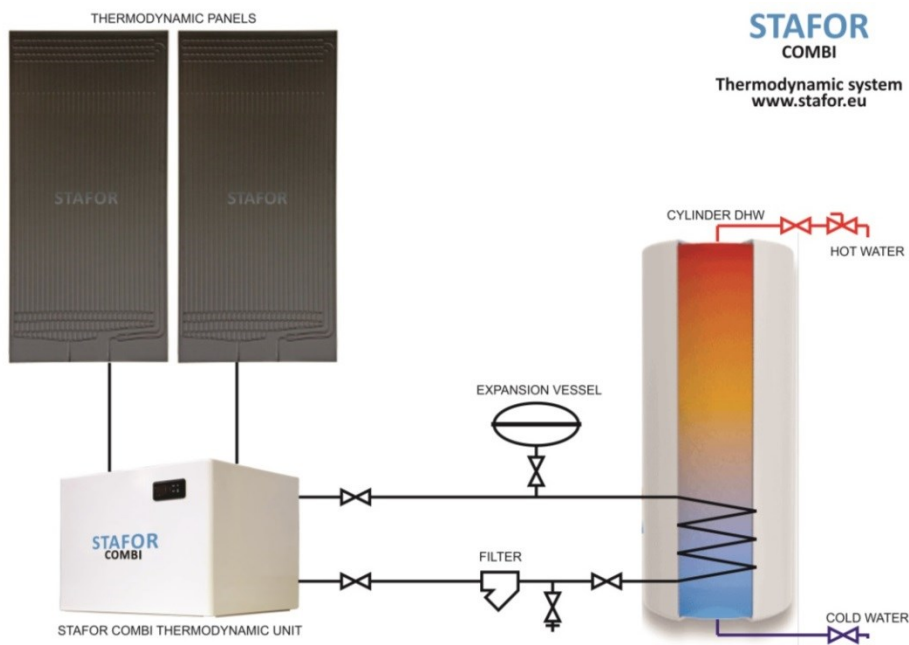 THERMODYNAMIC PANELS
STAFOR
COMBI
Thermodynamic system
www.stafor.eu
STAFOR
STAFOR
CYLINDER DHW
HOT WATER
EXPANSION VESSEL
STAFOR
COMBI
FILTER
STAFOR COMBI THERMODYNAMIC UNIT
COLD WATER